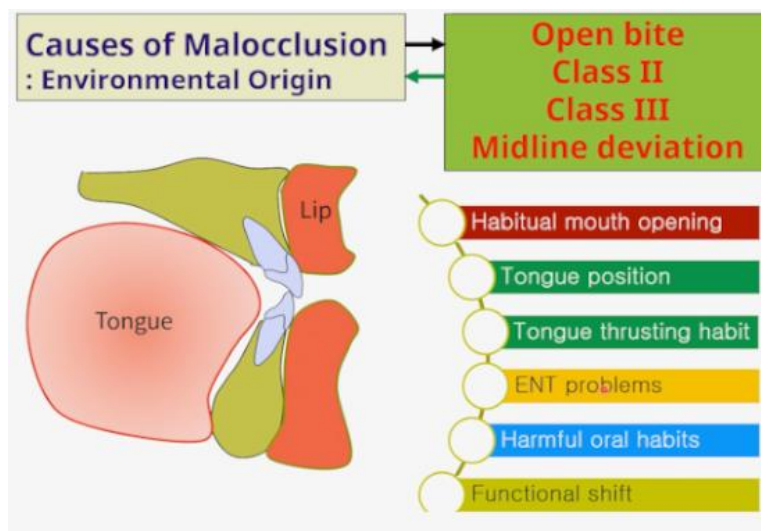 Causes of Malocclusion
: Environmental Origin
Open bite
Class II
Class III
Midline deviation
Lip
Tongue
Habitual mouth opening
Tongue position
Tongue thrusting habit
ENT problems
Harmful oral habits
Functional shift